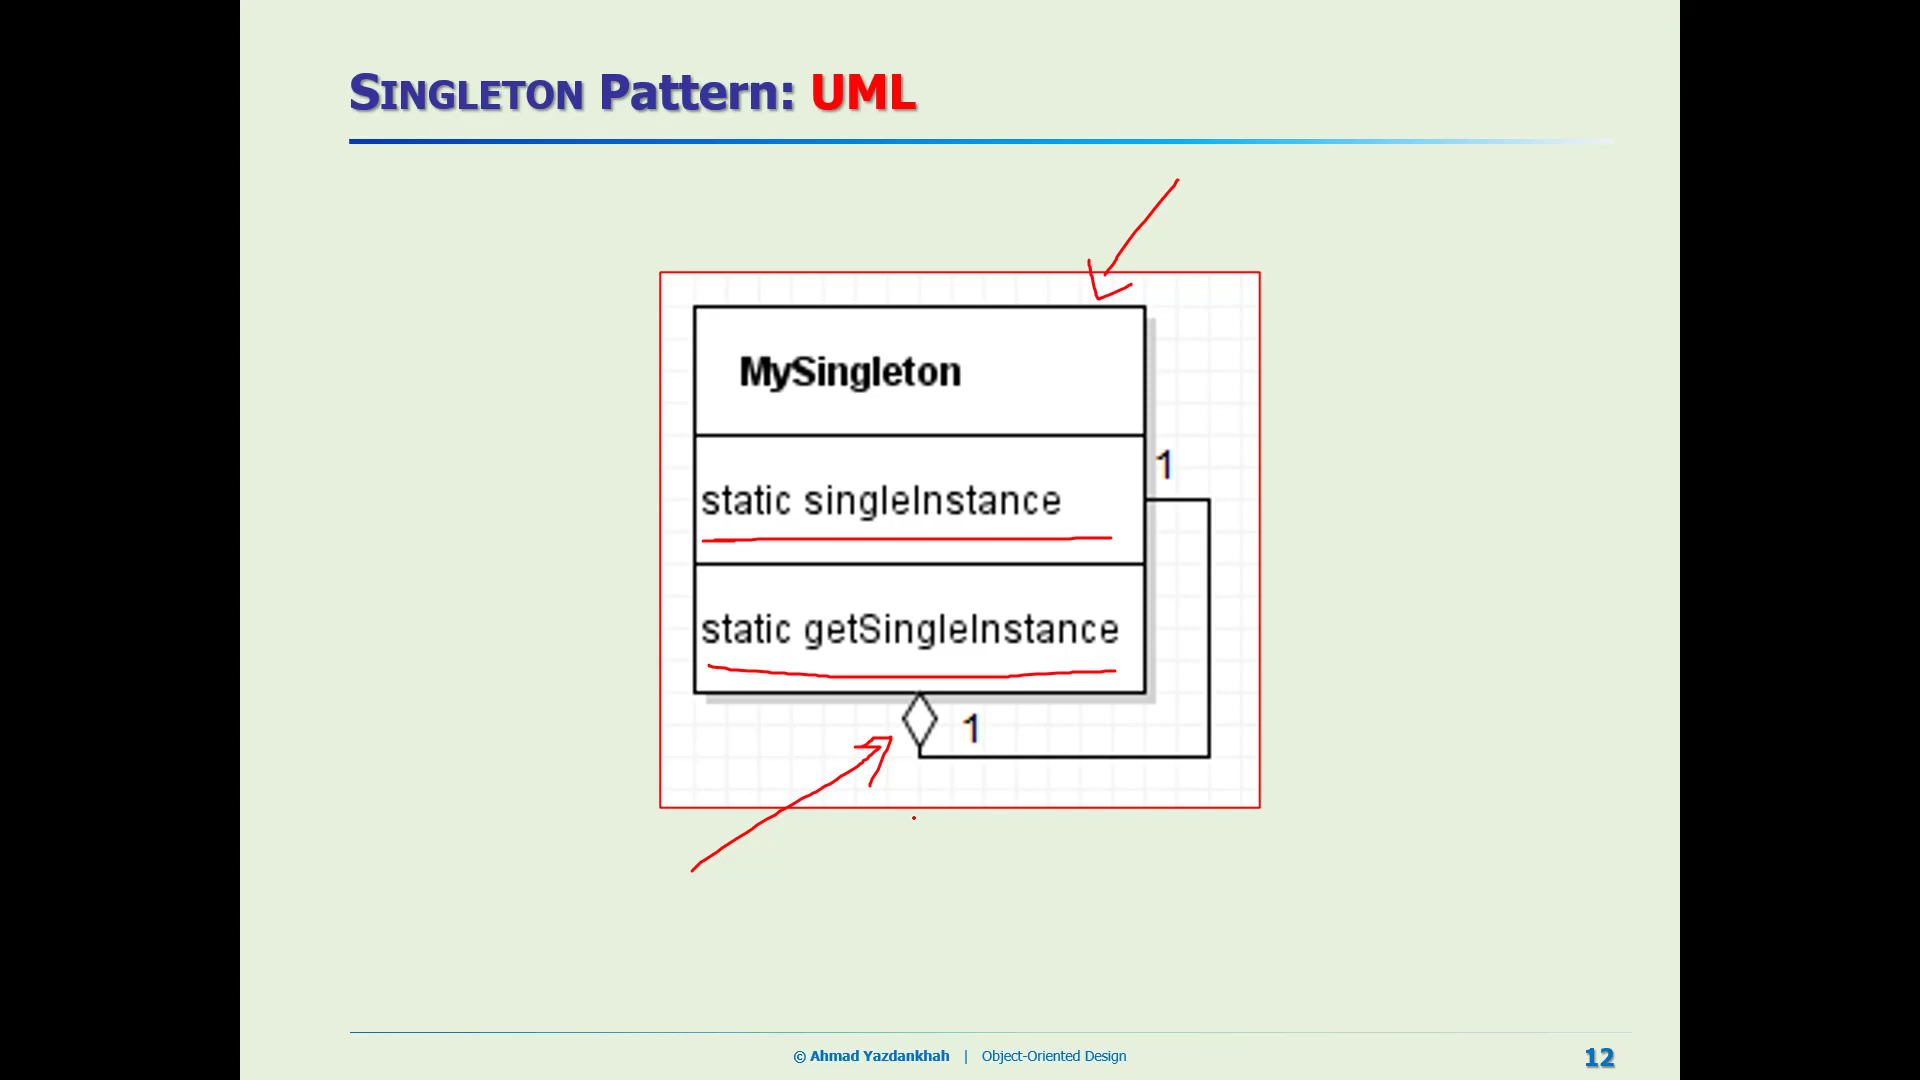 SINGLETON Pattern: UML
MySingleton
1
static singleInstance
static getSingleInstance
1
© Ahmad Yazdankhah | Object-Oriented Design
12